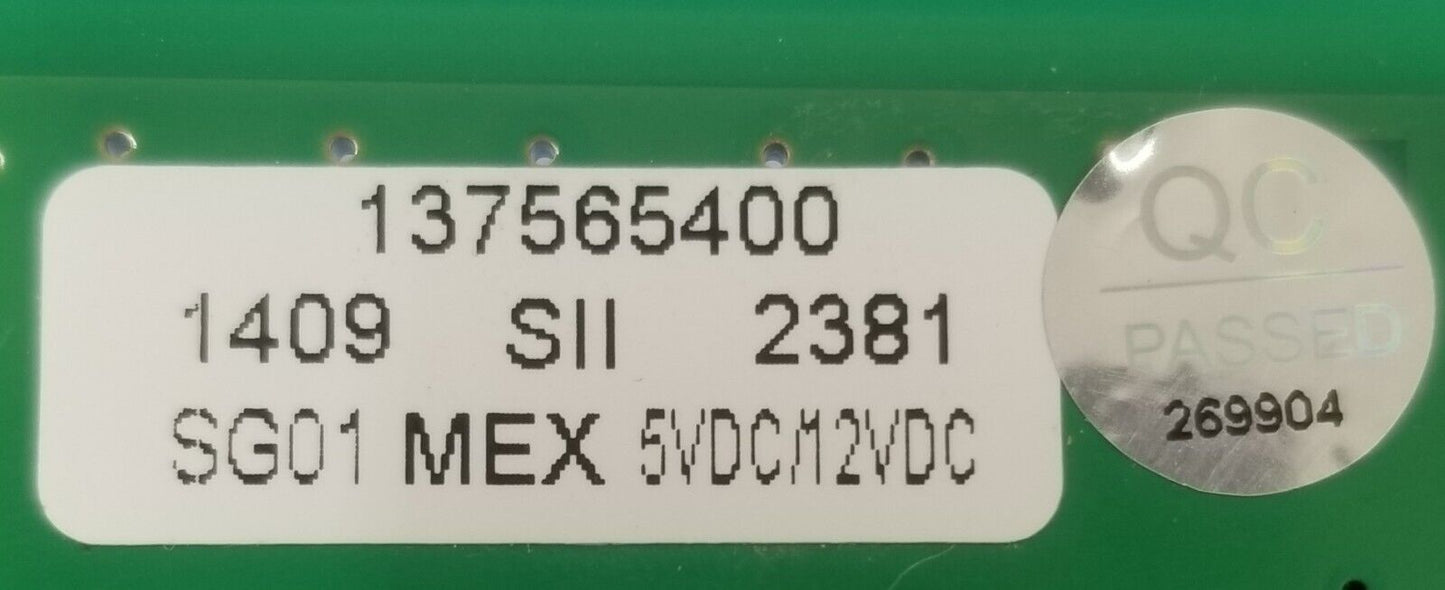 137565400
1409 SII 2381
SG01 MEX 5VDC/12VDC
QC
PASSED
269904